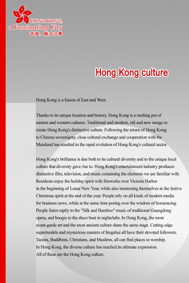 HONG KONG,
a Fascinating City
Hong Kong culture
Hong Kong is a fusion of East and West.
Thanks to its unique location and history, Hong Kong is a melting pot of
eastern and western cultures. Traditional and modern, old and new merge to
create Hong Kong's distinctive culture. Following the return of Hong Kong
to Chinese sovereignty, close cultural exchange and cooperation with the
Mainland has resulted in the rapid evolution of Hong Kong's cultural sector.
Hong Kong's brilliance is due both to its cultural diversity and to the unique local
culture that diversity gave rise to. Hong Kong's entertainment industry produces
distinctive film, television, and music containing the elements we are familiar with.
Residents enjoy the holiday spirit with fireworks over Victoria Harbor
in the beginning of Lunar New Year, while also immersing themselves in the festive
Christmas spirit at the end of the year. People rely on all kinds of modern media
for business news, while at the same time poring over the wisdom of horseracing.
People listen raptly to the "Silk and Bamboo" music of traditional Guangdong
opera, and boogie to the disco beat in nightclubs. In Hong Kong, the most
avant-garde art and the most ancient culture share the same stage. Cutting edge
supermodels and mysterious masters of fengshui all have their devoted followers.
Taoists, Buddhists, Christians, and Muslims, all can find places to worship.
In Hong Kong, the diverse culture has reached its ultimate expression.
All of these are the Hong Kong culture.